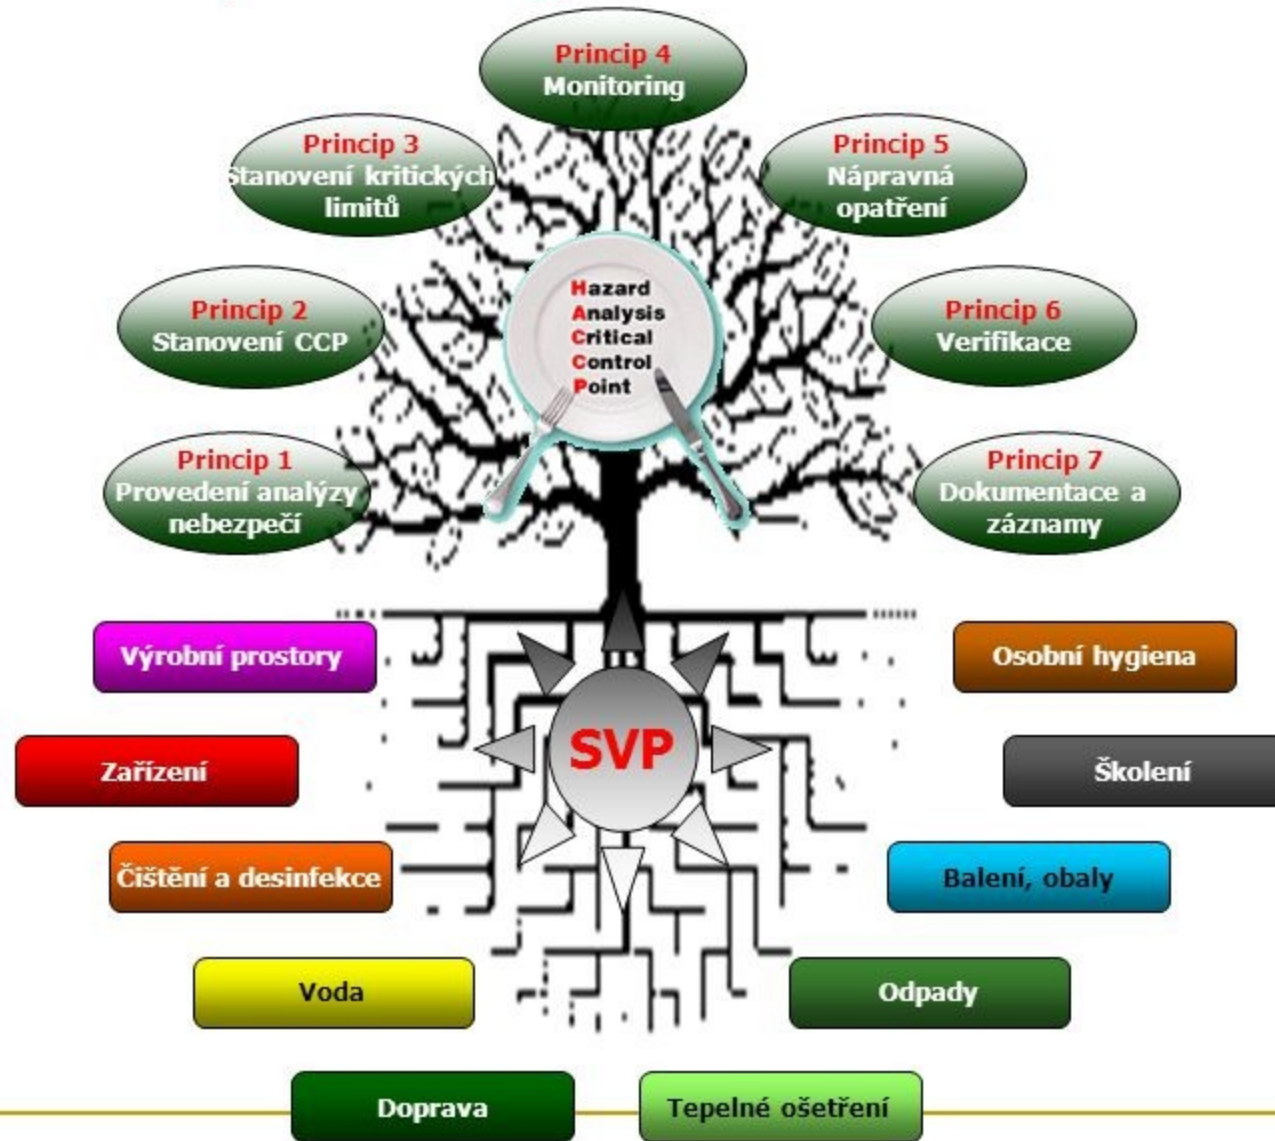 Princip 4
Monitoring
Princip 3
Stanovení kritických
limitů
Princip 5
Nápravná
opatření
Princip 2
Stanovení CCP
Hazard
Analysis
Critical
Control
Point
Princip 6
Verifikace
Princip 1
Provedení analýzy
nebezpečí
Princip 7
Dokumentace a
záznamy
Výrobní prostory
Osobní hygiena
SVP
Zařízení
Školení
Čištění a desinfekce
Balení, obaly
Voda
Odpady
Doprava
Tepelné ošetření